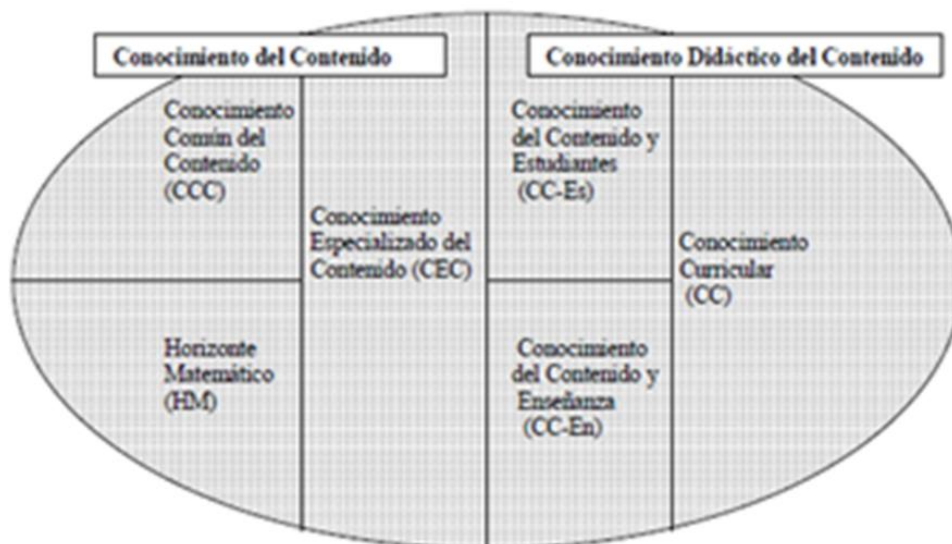 Conocimiento del Contenido
Conocimiento Didáctico del Contenido
Conocimiento
Común del
Contenido
(CCC)
Conocimiento
Especializado del
Contenido (CEC)
Horizonte
Matemático
(HM)
Conocimiento
del Contenido y
Estudiantes
(CC-Es)
Conocimiento
del Contenido y
Enseñanza
(CC-En)
Conocimiento
Curricular
(CC)